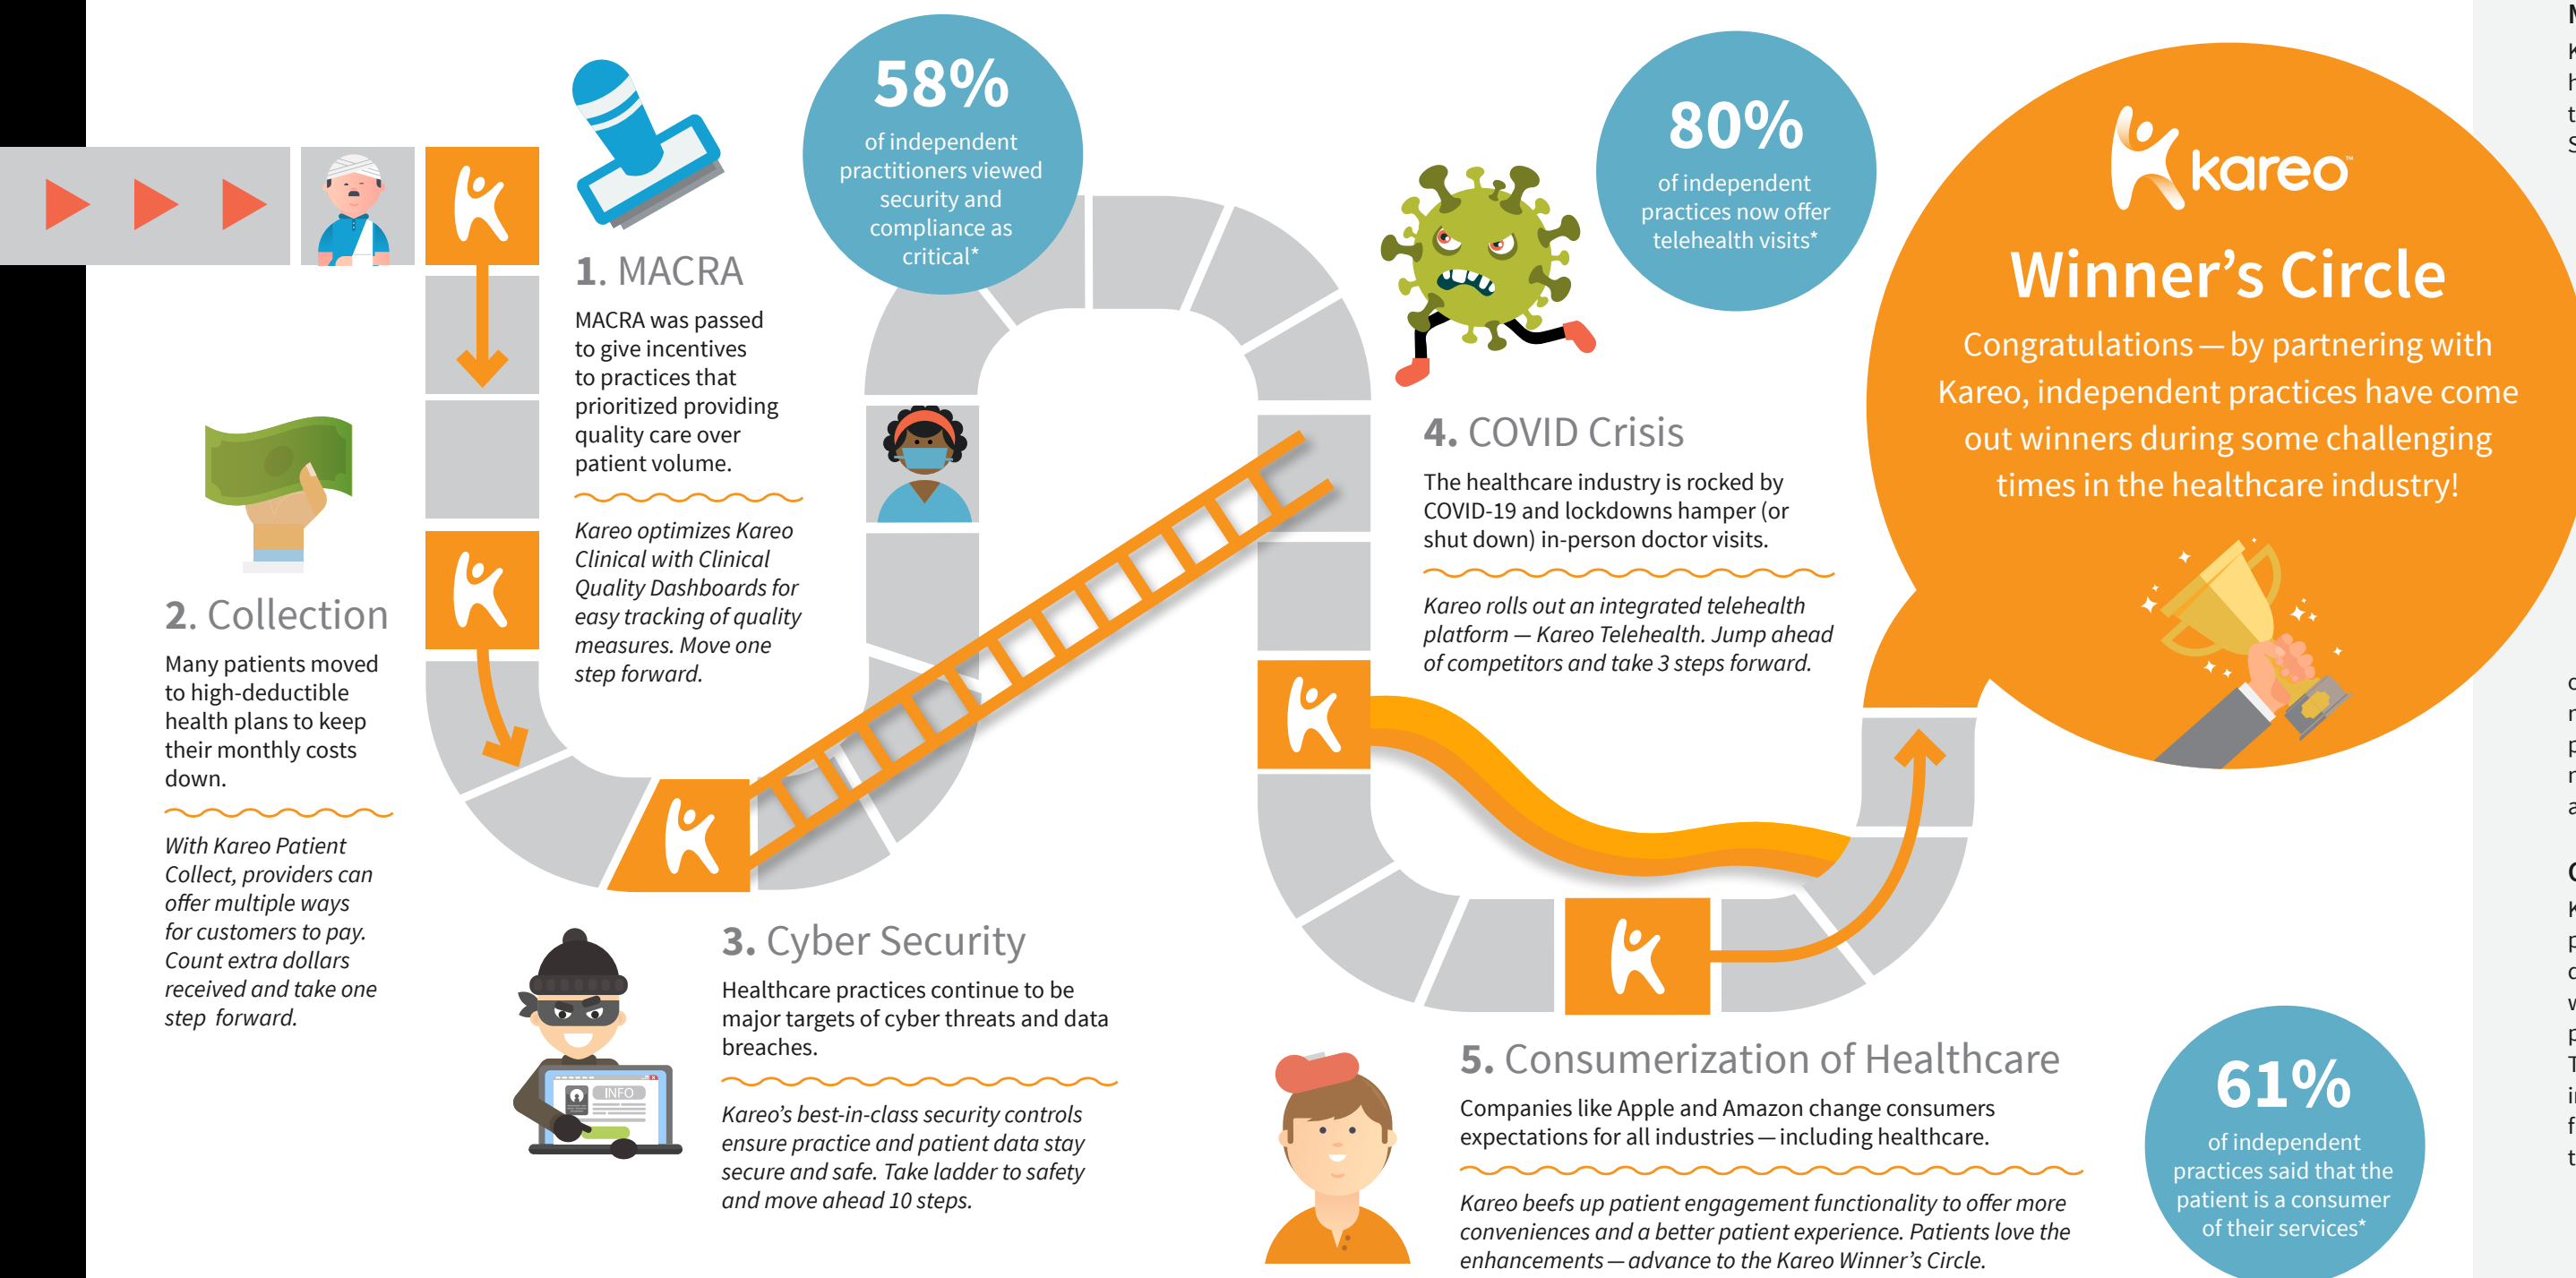 58%
of independent
practitioners viewed
security and
compliance as
critical*
1. MACRA
MACRA was passed
to give incentives
to practices that
prioritized providing
quality care over
patient volume.
Kareo optimizes Kareo
Clinical with Clinical
Quality Dashboards for
easy tracking of quality
measures. Move one
step forward.
2. Collection
Many patients moved
to high-deductible
health plans to keep
their monthly costs
down.
With Kareo Patient
Collect, providers can
offer multiple ways
for customers to pay.
Count extra dollars
received and take one
step forward.
3. Cyber Security
Healthcare practices continue to be
major targets of cyber threats and data
breaches.
Kareo’s best-in-class security controls
ensure practice and patient data stay
secure and safe. Take ladder to safety
and move ahead 10 steps.
INFO
80%
of independent
practices now offer
telehealth visits*
4. COVID Crisis
The healthcare industry is rocked by
COVID-19 and lockdowns hamper (or
shut down) in-person doctor visits.
Kareo rolls out an integrated telehealth
platform — Kareo Telehealth. Jump ahead
of competitors and take 3 steps forward.
5. Consumerization of Healthcare
Companies like Apple and Amazon change consumers
expectations for all industries — including healthcare.
Kareo beefs up patient engagement functionality to offer more
conveniences and a better patient experience. Patients love the
enhancements — advance to the Kareo Winner’s Circle.
61%
of independent
practices said that the
patient is a consumer
of their services*
kareo™
Winner’s Circle
Congratulations — by partnering with
Kareo, independent practices have come
out winners during some challenging
times in the healthcare industry!